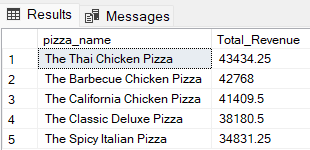 Results Messages
pizza_name Total_Revenue
1 The Thai Chicken Pizza 43434.25
2 The Barbecue Chicken Pizza 42768
3 The California Chicken Pizza 41409.5
4 The Classic Deluxe Pizza 38180.5
5 The Spicy Italian Pizza 34831.25